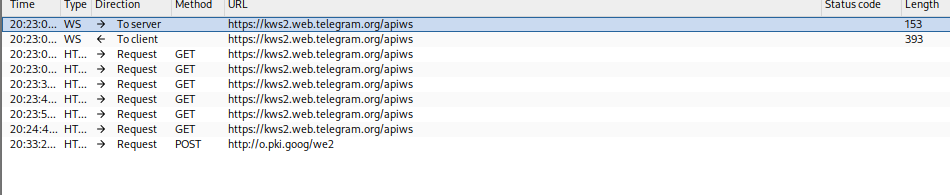 Time Type Direction Method URL Status code Length
20:23:0... WS → To server https://kws2.web.telegram.org/apiws 153
20:23:0... WS ← To client https://kws2.web.telegram.org/apiws 393
20:23:0... HT... → Request GET https://kws2.web.telegram.org/apiws
20:23:0... HT... → Request GET https://kws2.web.telegram.org/apiws
20:23:3... HT... → Request GET https://kws2.web.telegram.org/apiws
20:23:4... HT... → Request GET https://kws2.web.telegram.org/apiws
20:23:5... HT... → Request GET https://kws2.web.telegram.org/apiws
20:24:4... HT... → Request GET https://kws2.web.telegram.org/apiws
20:33:2... HT... → Request POST http://o.pki.goog/we2